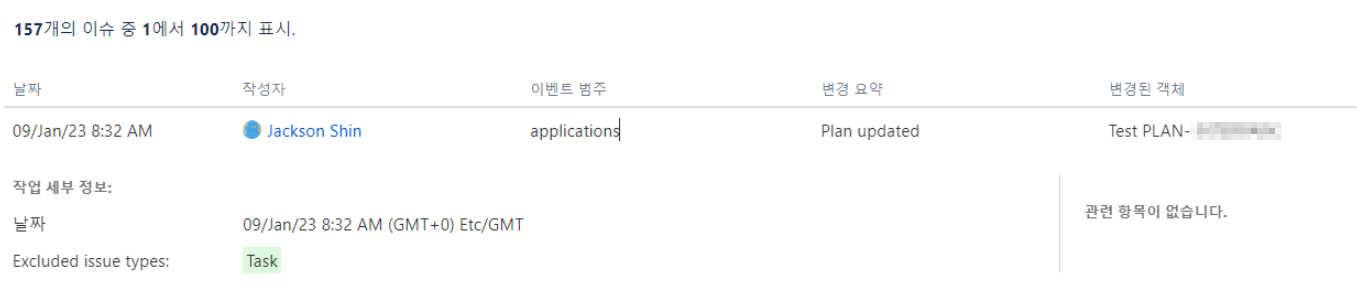 157개의 이슈 중 1에서 100까지 표시.
날짜 작성자 이벤트 범주 변경 요약 변경된 객체
09/Jan/23 8:32 AM Jackson Shin applications Plan updated Test PLAN-
작업 세부 정보:
관련 항목이 없습니다.
날짜 09/Jan/23 8:32 AM (GMT+0) Etc/GMT
Excluded issue types: Task